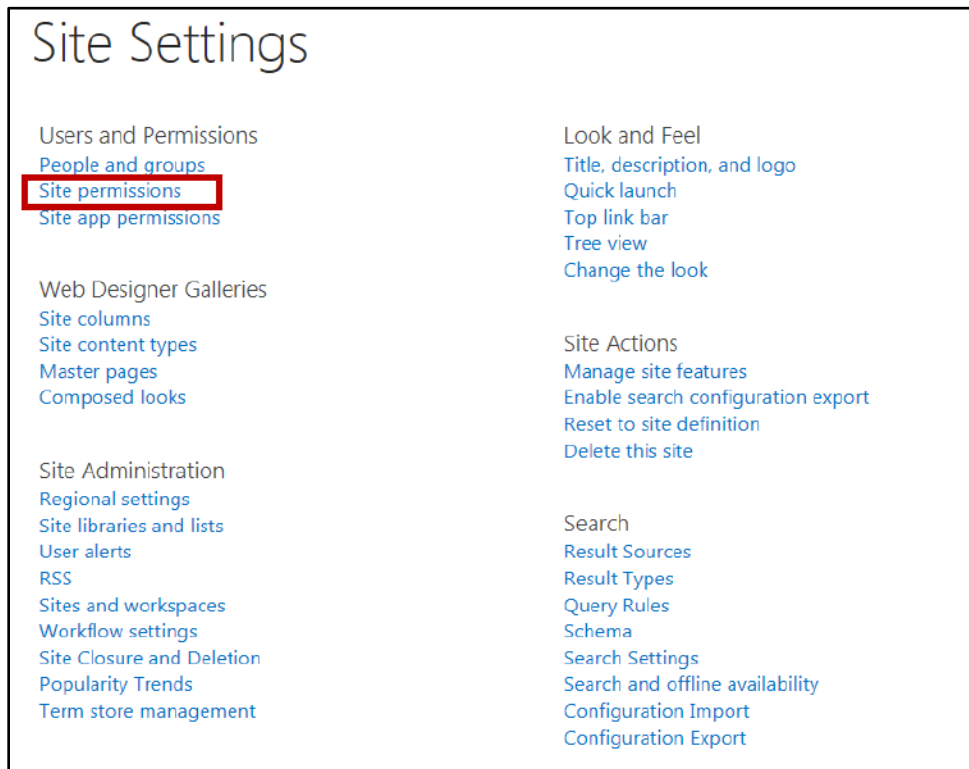 Site Settings
Users and Permissions
People and groups
Site permissions
Site app permissions
Web Designer Galleries
Site columns
Site content types
Master pages
Composed looks
Site Administration
Regional settings
Site libraries and lists
User alerts
RSS
Sites and workspaces
Workflow settings
Site Closure and Deletion
Popularity Trends
Term store management
Look and Feel
Title, description, and logo
Quick launch
Top link bar
Tree view
Change the look
Site Actions
Manage site features
Enable search configuration export
Reset to site definition
Delete this site
Search
Result Sources
Result Types
Query Rules
Schema
Search Settings
Search and offline availability
Configuration Import
Configuration Export